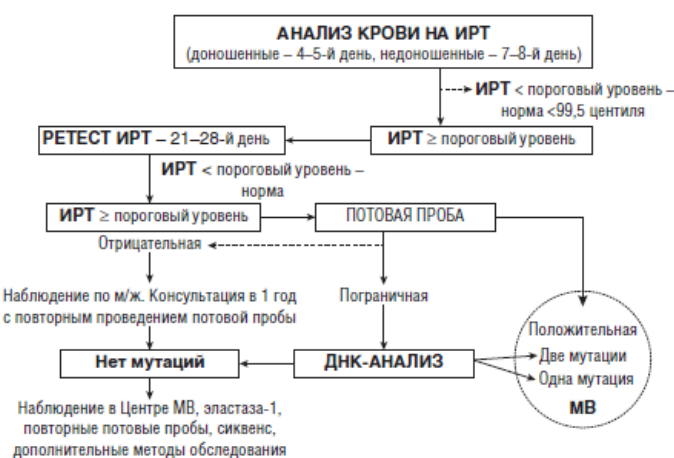 АНАЛИЗ КРОВИ НА ИРТ
(доношенные – 4–5-й день, недоношенные – 7–8-й день)
ИРТ < пороговый уровень –
норма <99,5 центиля
РЕТЕСТ ИРТ – 21–28-й день
ИРТ ≥ пороговый уровень
ИРТ < пороговый уровень –
норма
ИРТ ≥ пороговый уровень
ПОТОВАЯ ПРОБА
Отрицательная
Наблюдение по м/ж. Консультация в 1 год
с повторным проведением потовой пробы
Пограничная
Положительная
Две мутации
Одна мутация
МВ
Нет мутаций
ДНК-АНАЛИЗ
Наблюдение в Центре МВ, эластаза-1,
повторные потовые пробы, сиквенс,
дополнительные методы обследования